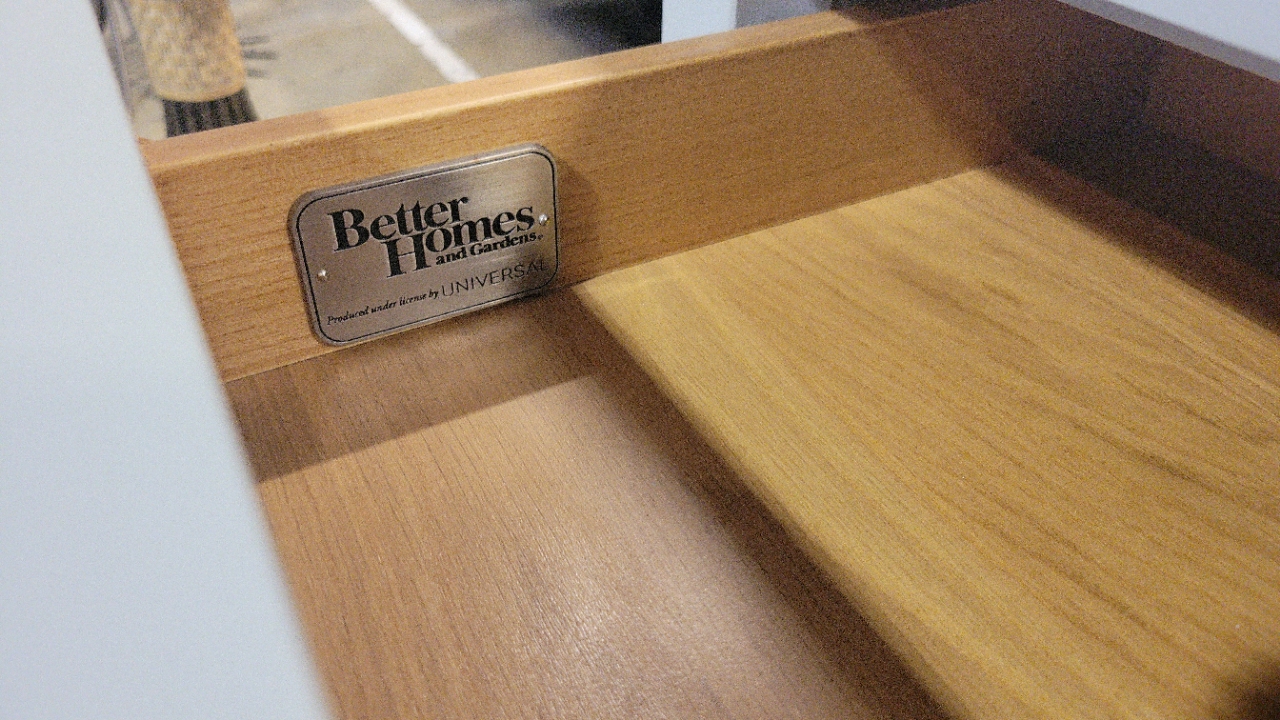 Better
Homes
and Gardens®
Produced under license by UNIVERSAL